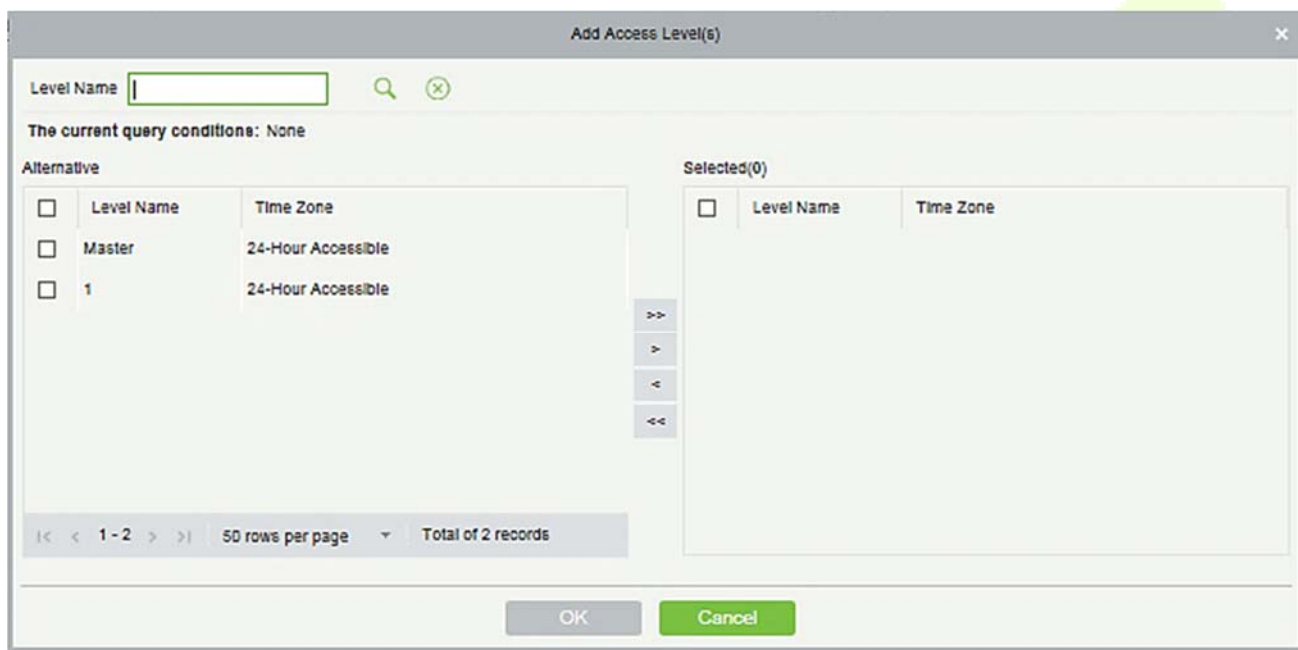 Add Access Level(s) ×
Level Name
The current query conditions: None
Alternative
Level Name Time Zone
Master 24-Hour Accessible
1 24-Hour Accessible
|< < 1 - 2 > >| 50 rows per page Total of 2 records
>>
>
<
<<
Selected(0)
Level Name Time Zone
OK Cancel